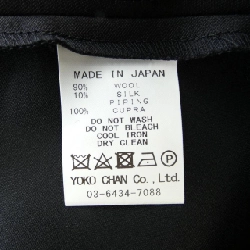 MADE IN JAPAN
90% WOOL
10% SILK
PIPING
100% CUPRA
DO NOT WASH
DO NOT BLEACH
COOL IRON
DRY CLEAN
YOKO CHAN Co., Ltd.
03-6434-7088